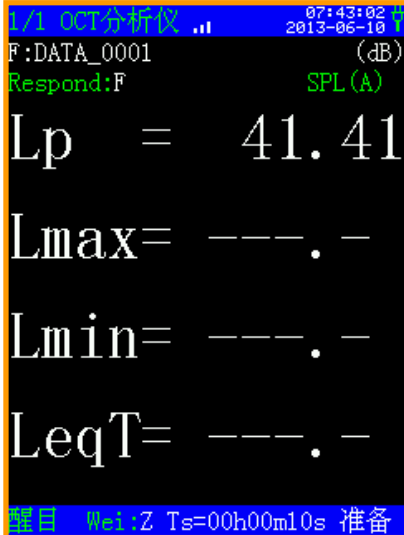 1/1 OCT分析仪 07:43:02
2013-06-10
F:DATA_0001 (dB)
Respond:F SPL(A)
Lp = 41.41
Lmax= ---.-
Lmin= ---.-
LeqT= ---.-
醒目 Wei:Z Ts=00h00m10s 准备